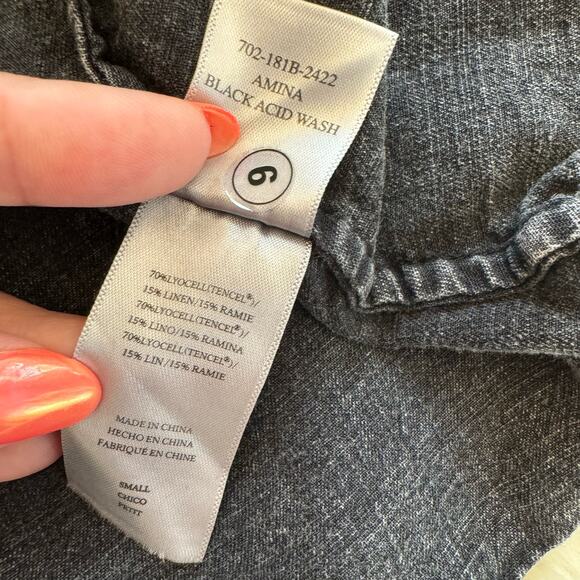 702-181B-2422
AMINA
BLACK ACID WASH
6
70%LYOCELL(TENCEL®)/
15% LINEN/15% RAMIE
70%LYOCELL(TENCEL®)/
15% LINO/15% RAMINA
70%LYOCELL(TENCEL®)/
15% LIN/15% RAMIE
MADE IN CHINA
HECHO EN CHINA
FABRIQUÉ EN CHINE
SMALL
CHICO
PETIT